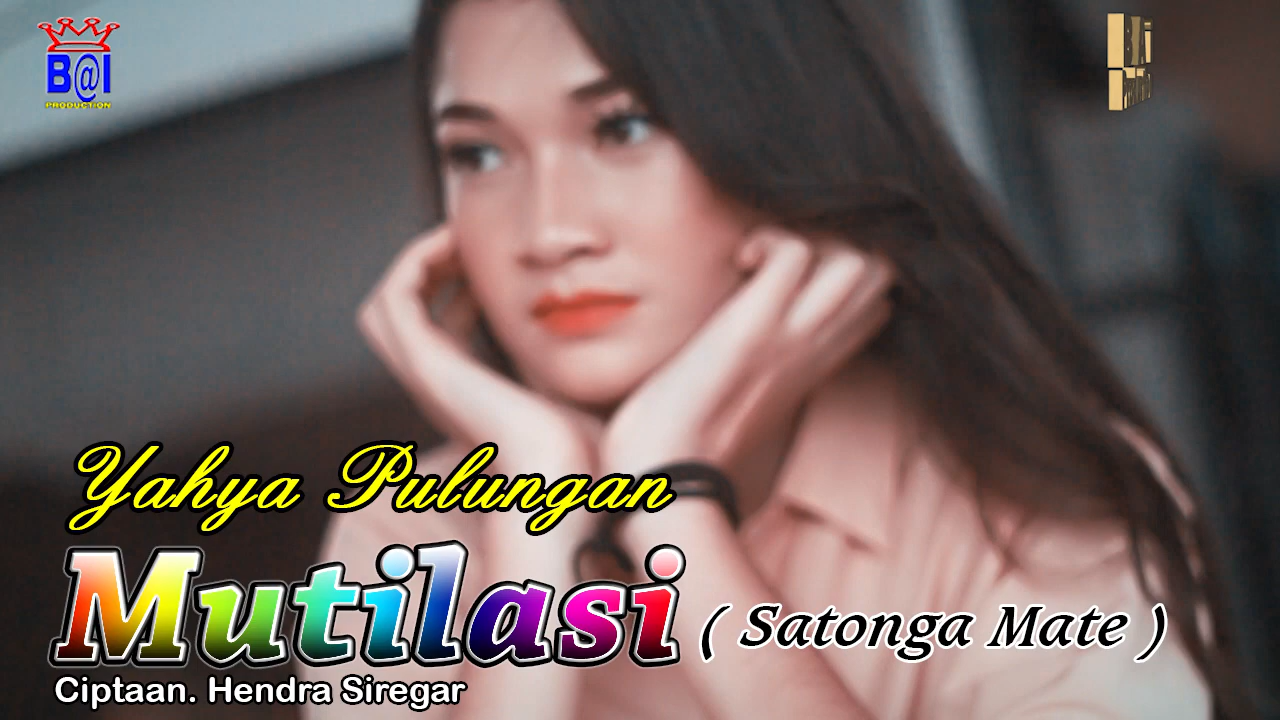 B@I
PRODUCTION
Yahya Pulungan
Mutilasi ( Satonga Mate )
Ciptaan. Hendra Siregar